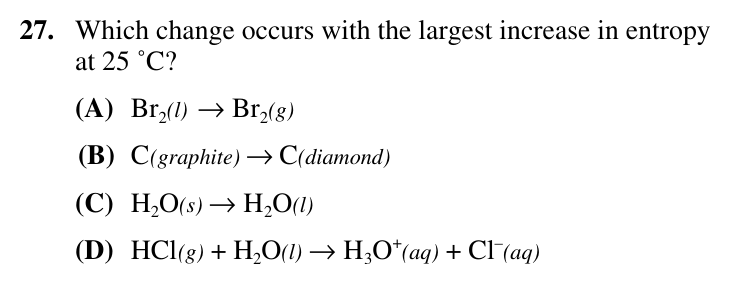 27. Which change occurs with the largest increase in entropy
at 25 ˚C?
(A) Br₂(l) → Br₂(g)
(B) C(graphite) → C(diamond)
(C) H₂O(s) → H₂O(l)
(D) HCl(g) + H₂O(l) → H₃O⁺(aq) + Cl⁻(aq)